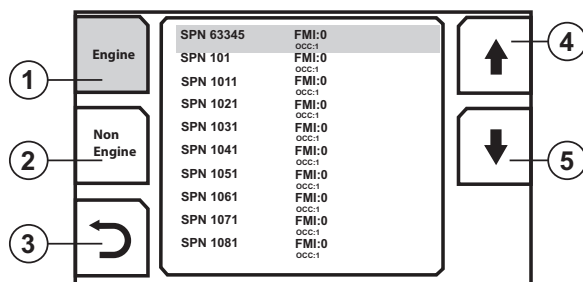 Engine
Non
Engine
SPN 63345 FMI:0
OCC:1
SPN 101 FMI:0
OCC:1
SPN 1011 FMI:0
OCC:1
SPN 1021 FMI:0
OCC:1
SPN 1031 FMI:0
OCC:1
SPN 1041 FMI:0
OCC:1
SPN 1051 FMI:0
OCC:1
SPN 1061 FMI:0
OCC:1
SPN 1071 FMI:0
OCC:1
SPN 1081 FMI:0
OCC:1
1
2
3
4
5